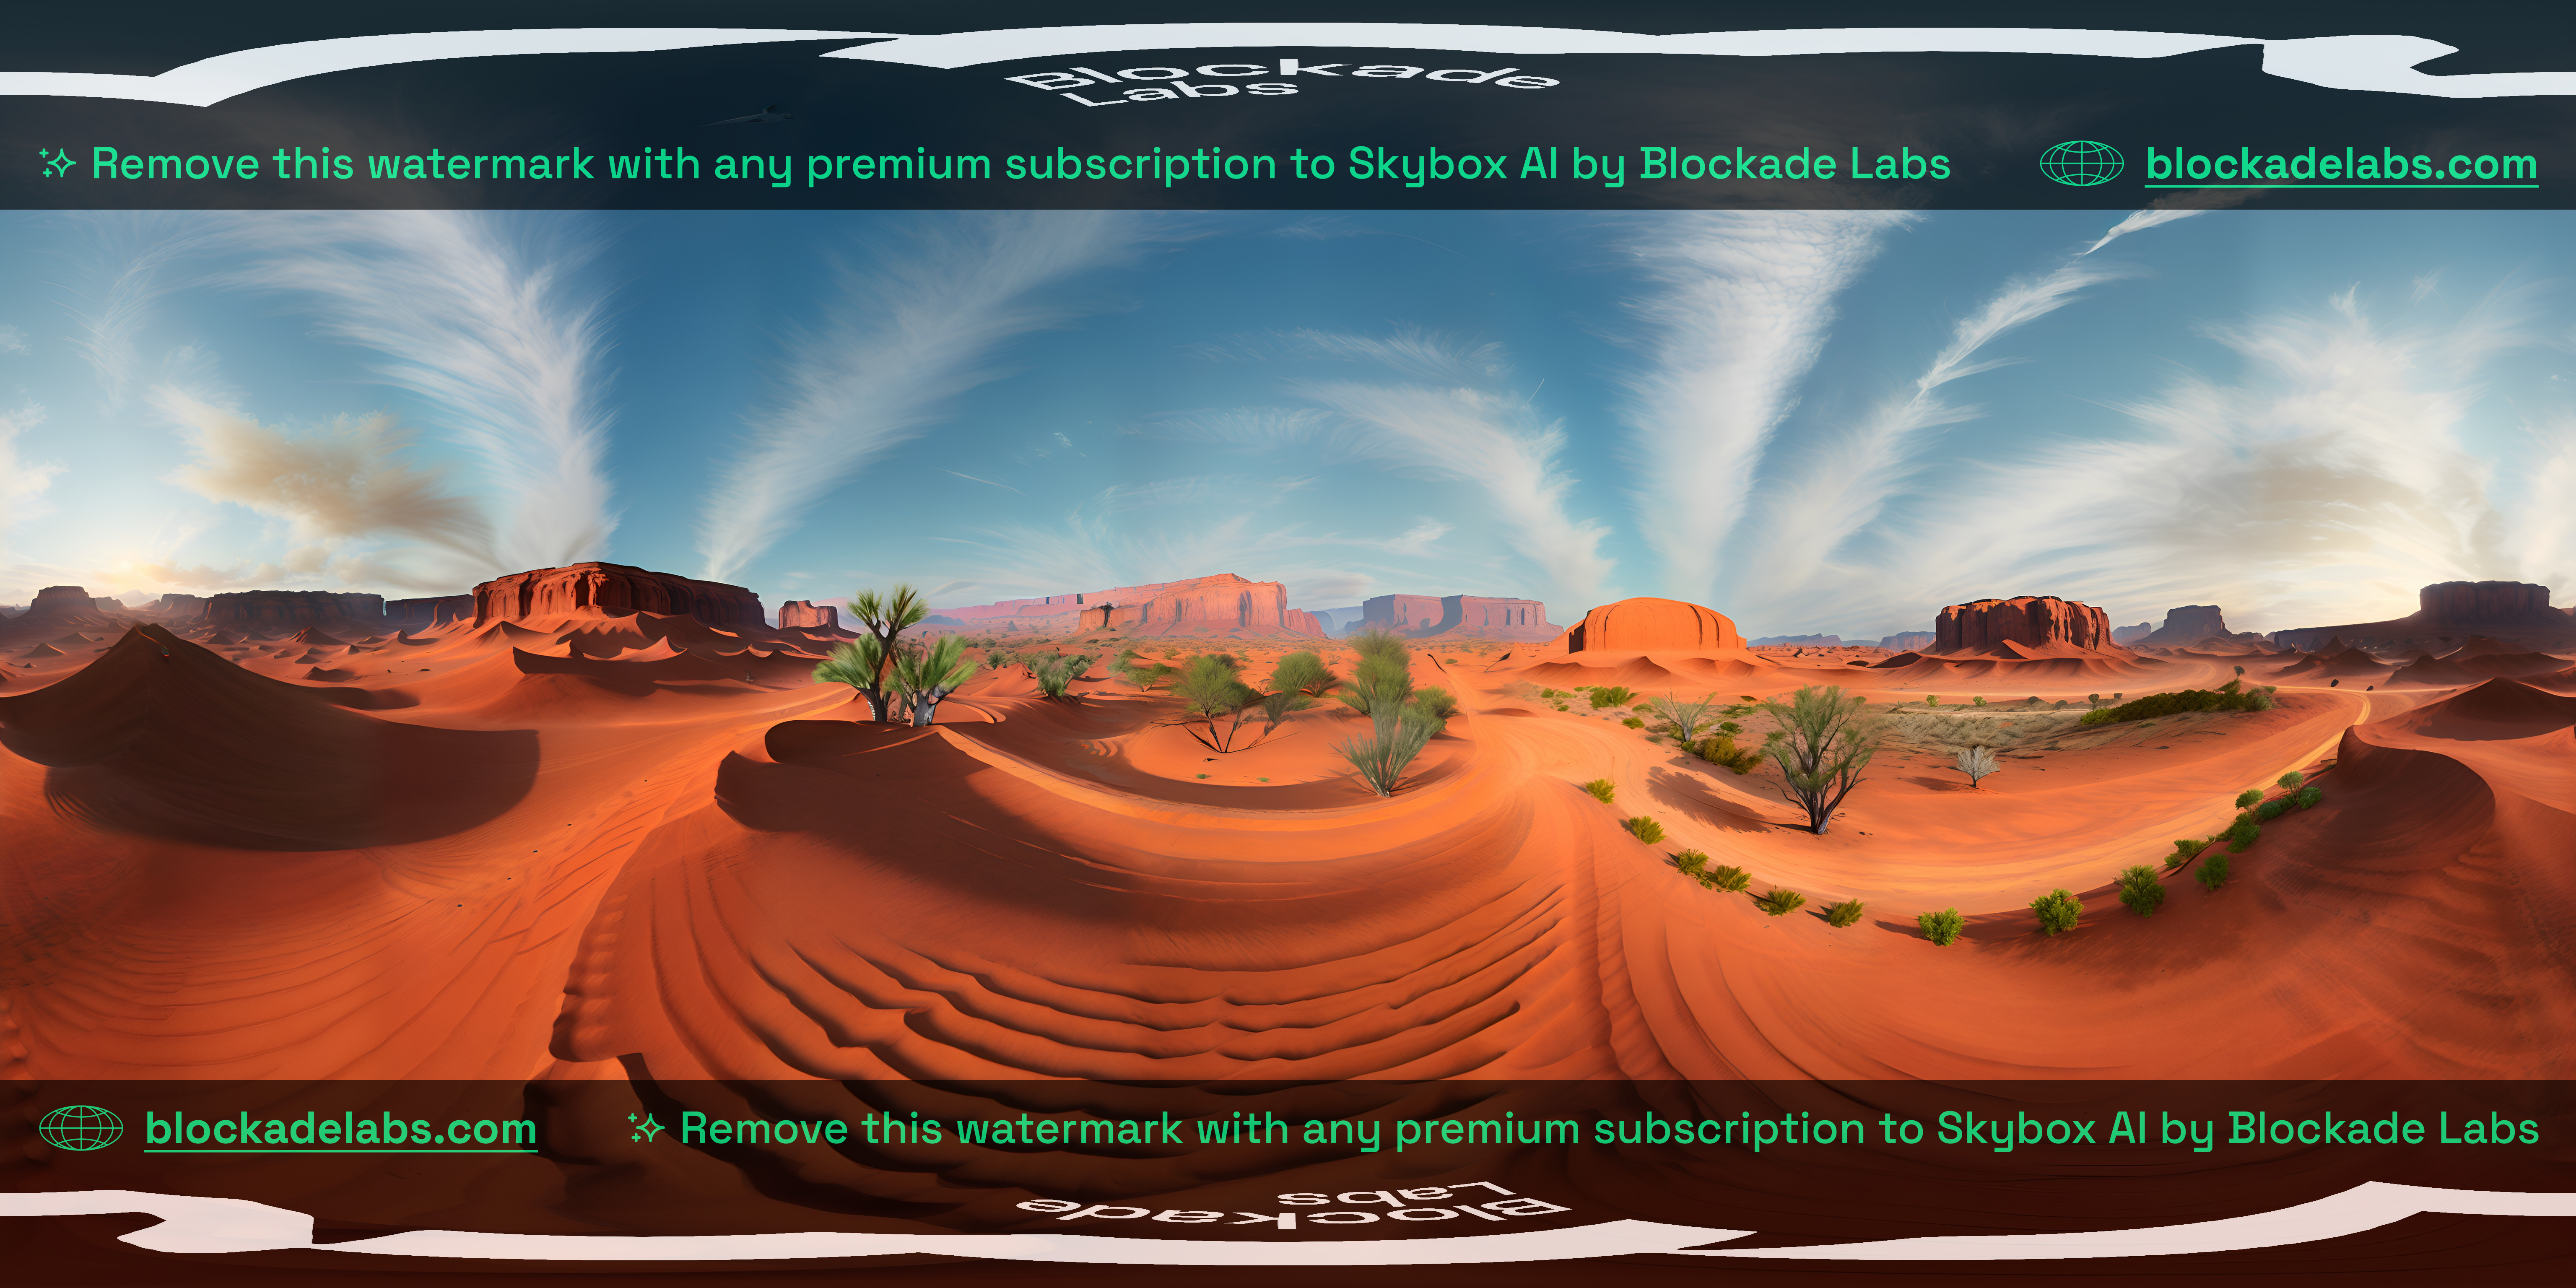 Blockade
Labs
Remove this watermark with any premium subscription to Skybox AI by Blockade Labs
blockadelabs.com
blockadelabs.com
Remove this watermark with any premium subscription to Skybox AI by Blockade Labs
Labs
Blockade